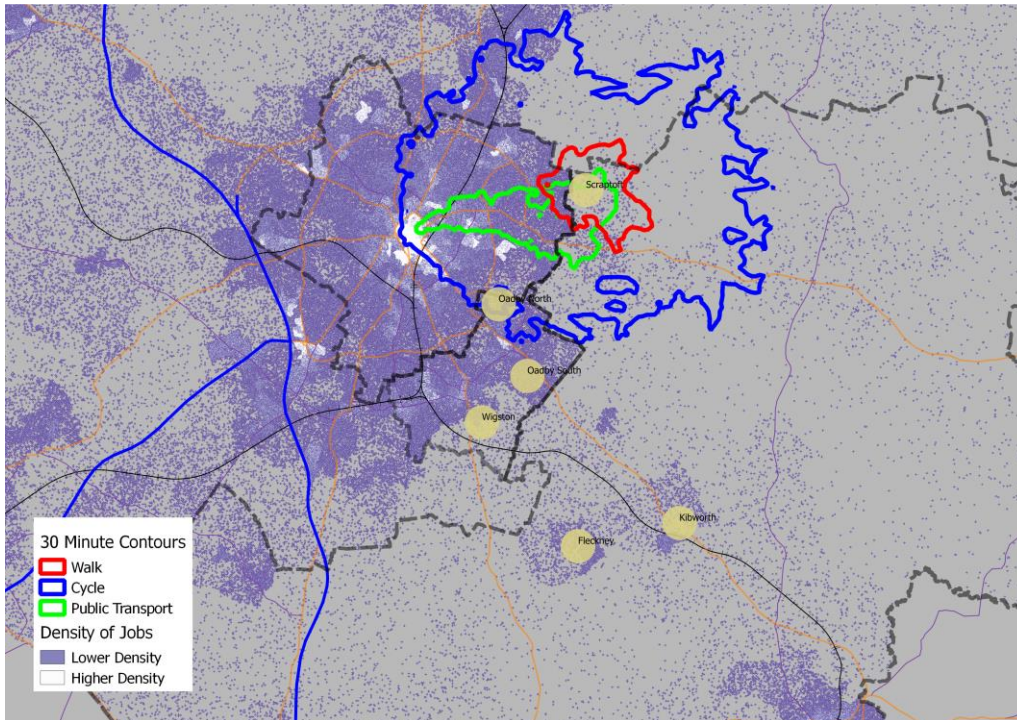 Scraptoft
Oadby North
Oadby South
Wigston
Kibworth
Fleckney
30 Minute Contours
Walk
Cycle
Public Transport
Density of Jobs
Lower Density
Higher Density